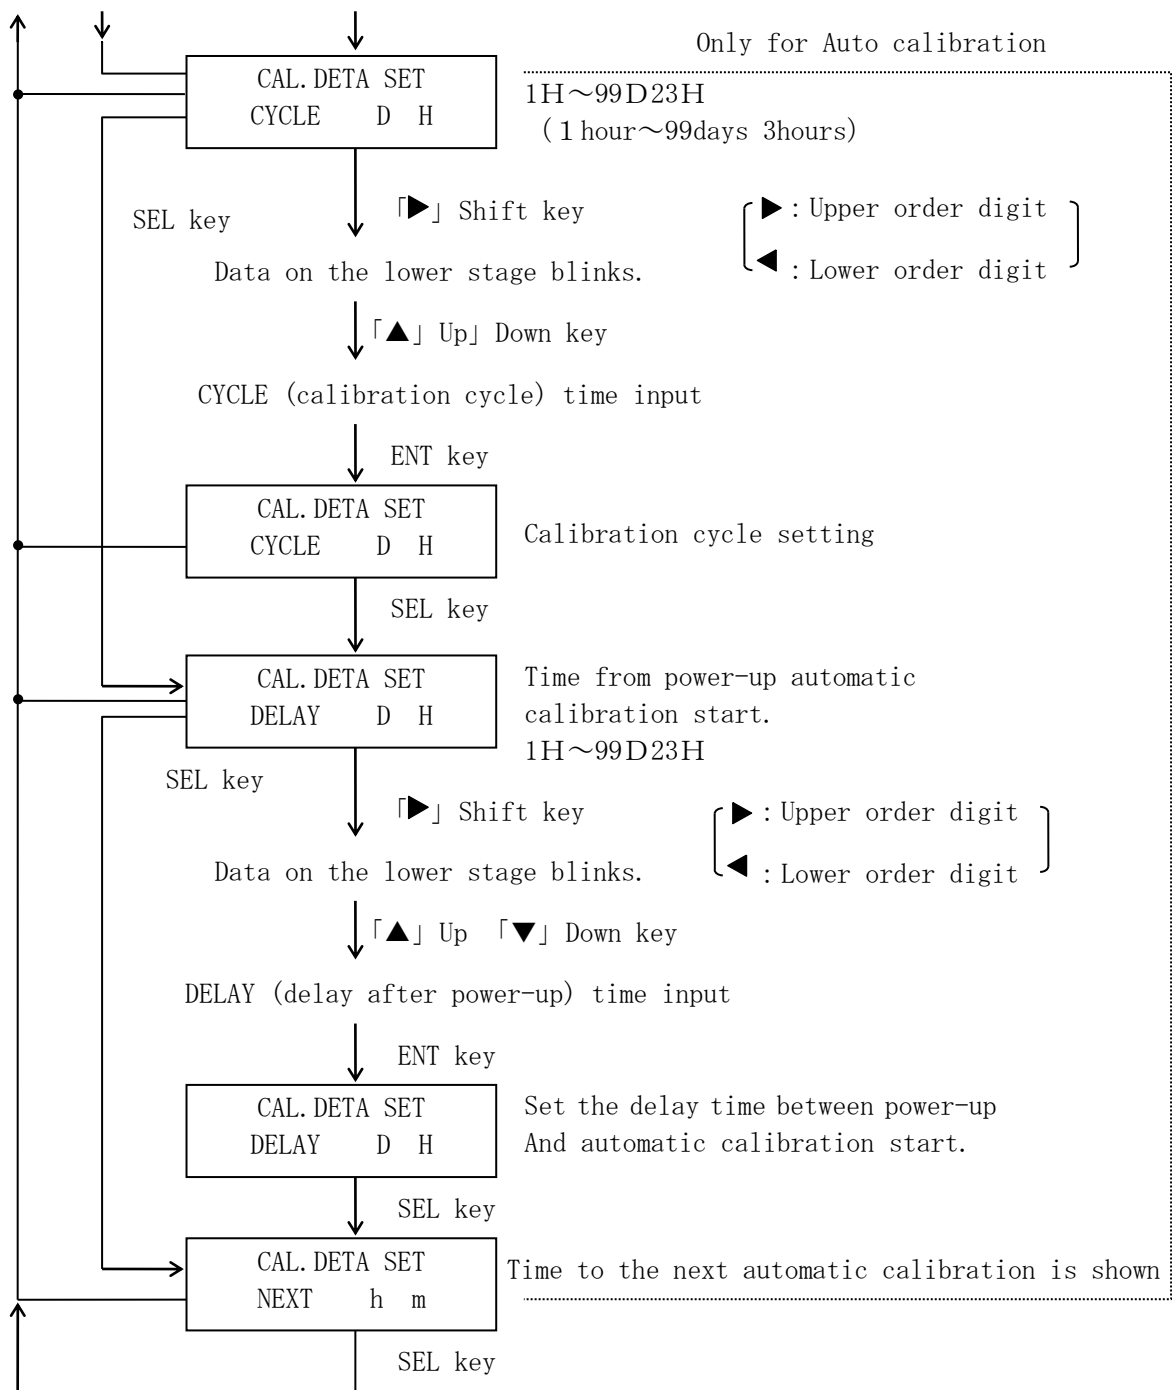 Only for Auto calibration
CAL.DETA SET
CYCLE D H
1H～99D23H
(1hour～99days 3hours)
SEL key
「▶」Shift key
▶:Upper order digit
◀:Lower order digit
Data on the lower stage blinks.
「▲」Up」Down key
CYCLE (calibration cycle) time input
ENT key
CAL.DETA SET
CYCLE D H
Calibration cycle setting
SEL key
CAL.DETA SET
DELAY D H
Time from power-up automatic
calibration start.
1H～99D23H
SEL key
「▶」Shift key
▶:Upper order digit
◀:Lower order digit
Data on the lower stage blinks.
「▲」Up 「▼」Down key
DELAY (delay after power-up) time input
ENT key
CAL.DETA SET
DELAY D H
Set the delay time between power-up
And automatic calibration start.
SEL key
CAL.DETA SET
NEXT h m
Time to the next automatic calibration is shown
SEL key